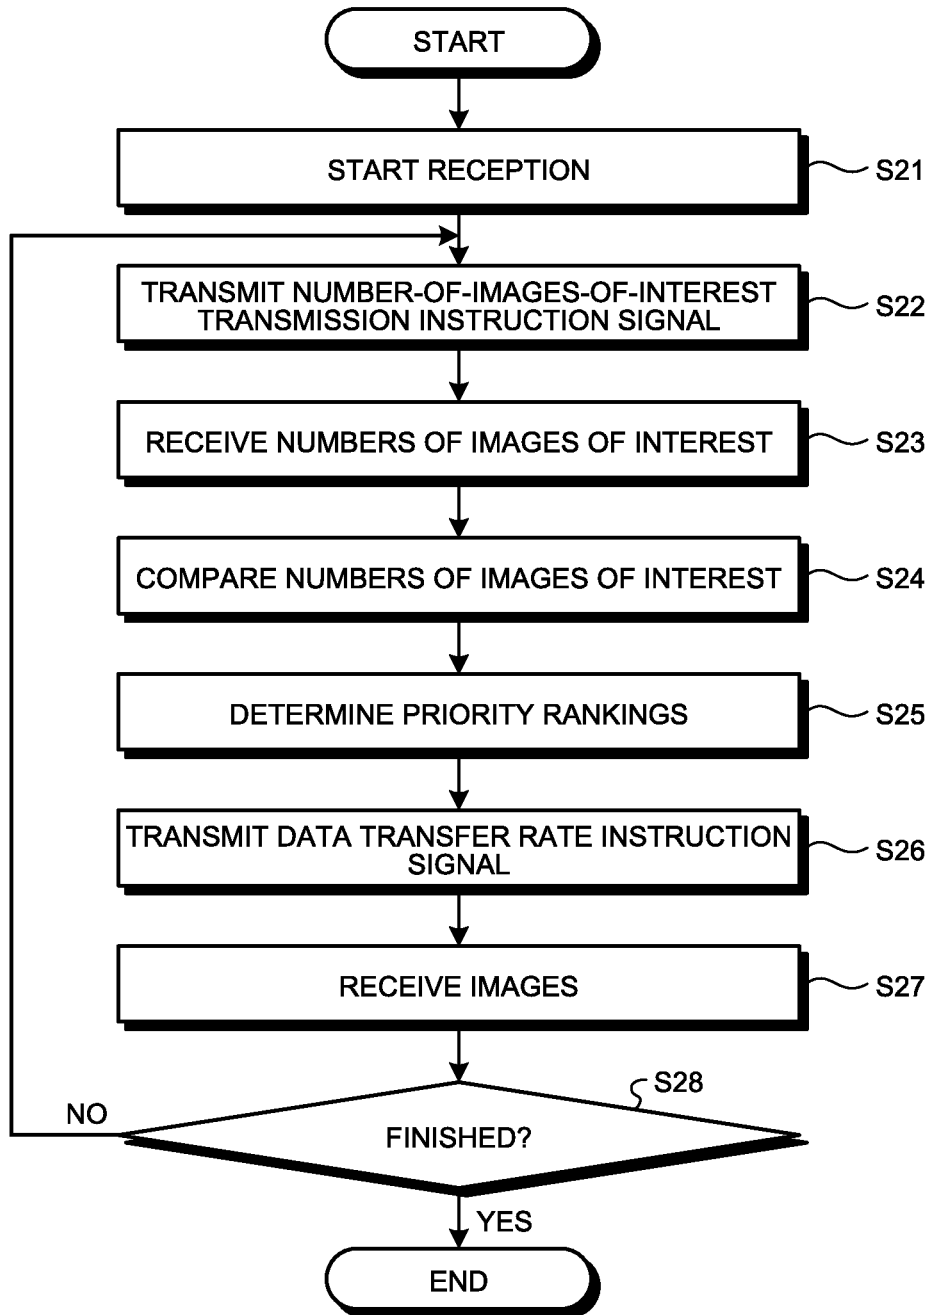 START
START RECEPTION
S21
TRANSMIT NUMBER-OF-IMAGES-OF-INTEREST
TRANSMISSION INSTRUCTION SIGNAL
S22
RECEIVE NUMBERS OF IMAGES OF INTEREST
S23
COMPARE NUMBERS OF IMAGES OF INTEREST
S24
DETERMINE PRIORITY RANKINGS
S25
TRANSMIT DATA TRANSFER RATE INSTRUCTION
SIGNAL
S26
RECEIVE IMAGES
S27
S28
NO
FINISHED?
YES
END